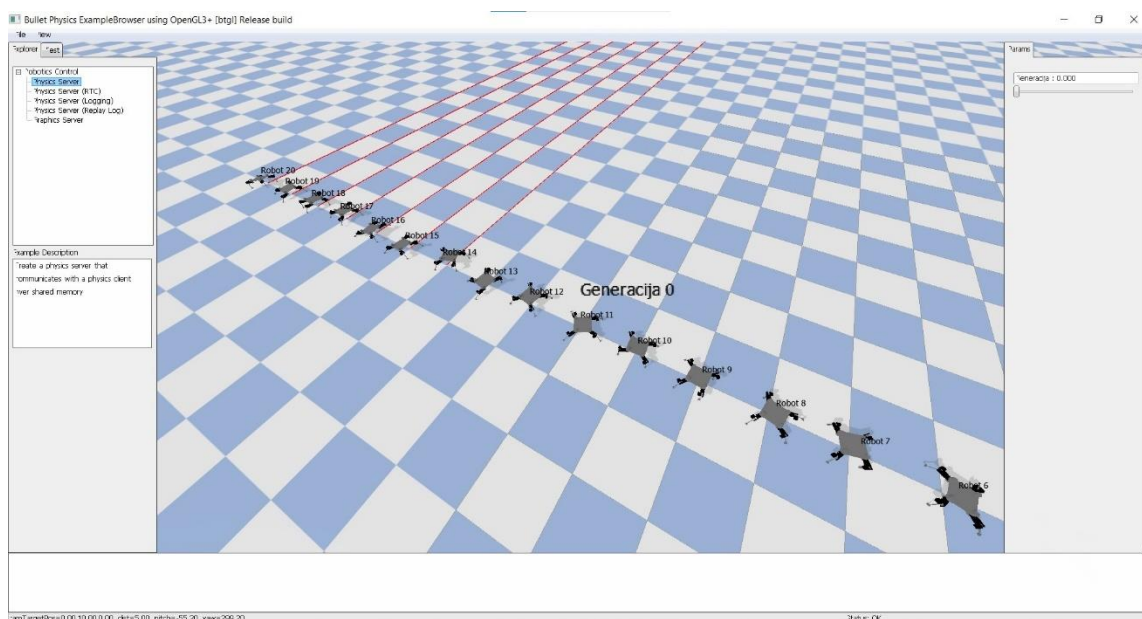 Bullet Physics ExampleBrowser using OpenGL3+ [btgl] Release build
File View
Explorer Test
Params
Robotics Control
Physics Server
Physics Server (RTC)
Physics Server (Logging)
Physics Server (Replay Log)
Graphics Server
Generacija : 0.000
Example Description
Create a physics server that
communicates with a physics client
over shared memory
Robot 20
Robot 19
Robot 18
Robot 17
Robot 16
Robot 15
Robot 14
Robot 13
Robot 12
Generacija 0
Robot 11
Robot 10
Robot 9
Robot 8
Robot 7
Robot 6
Status: OK